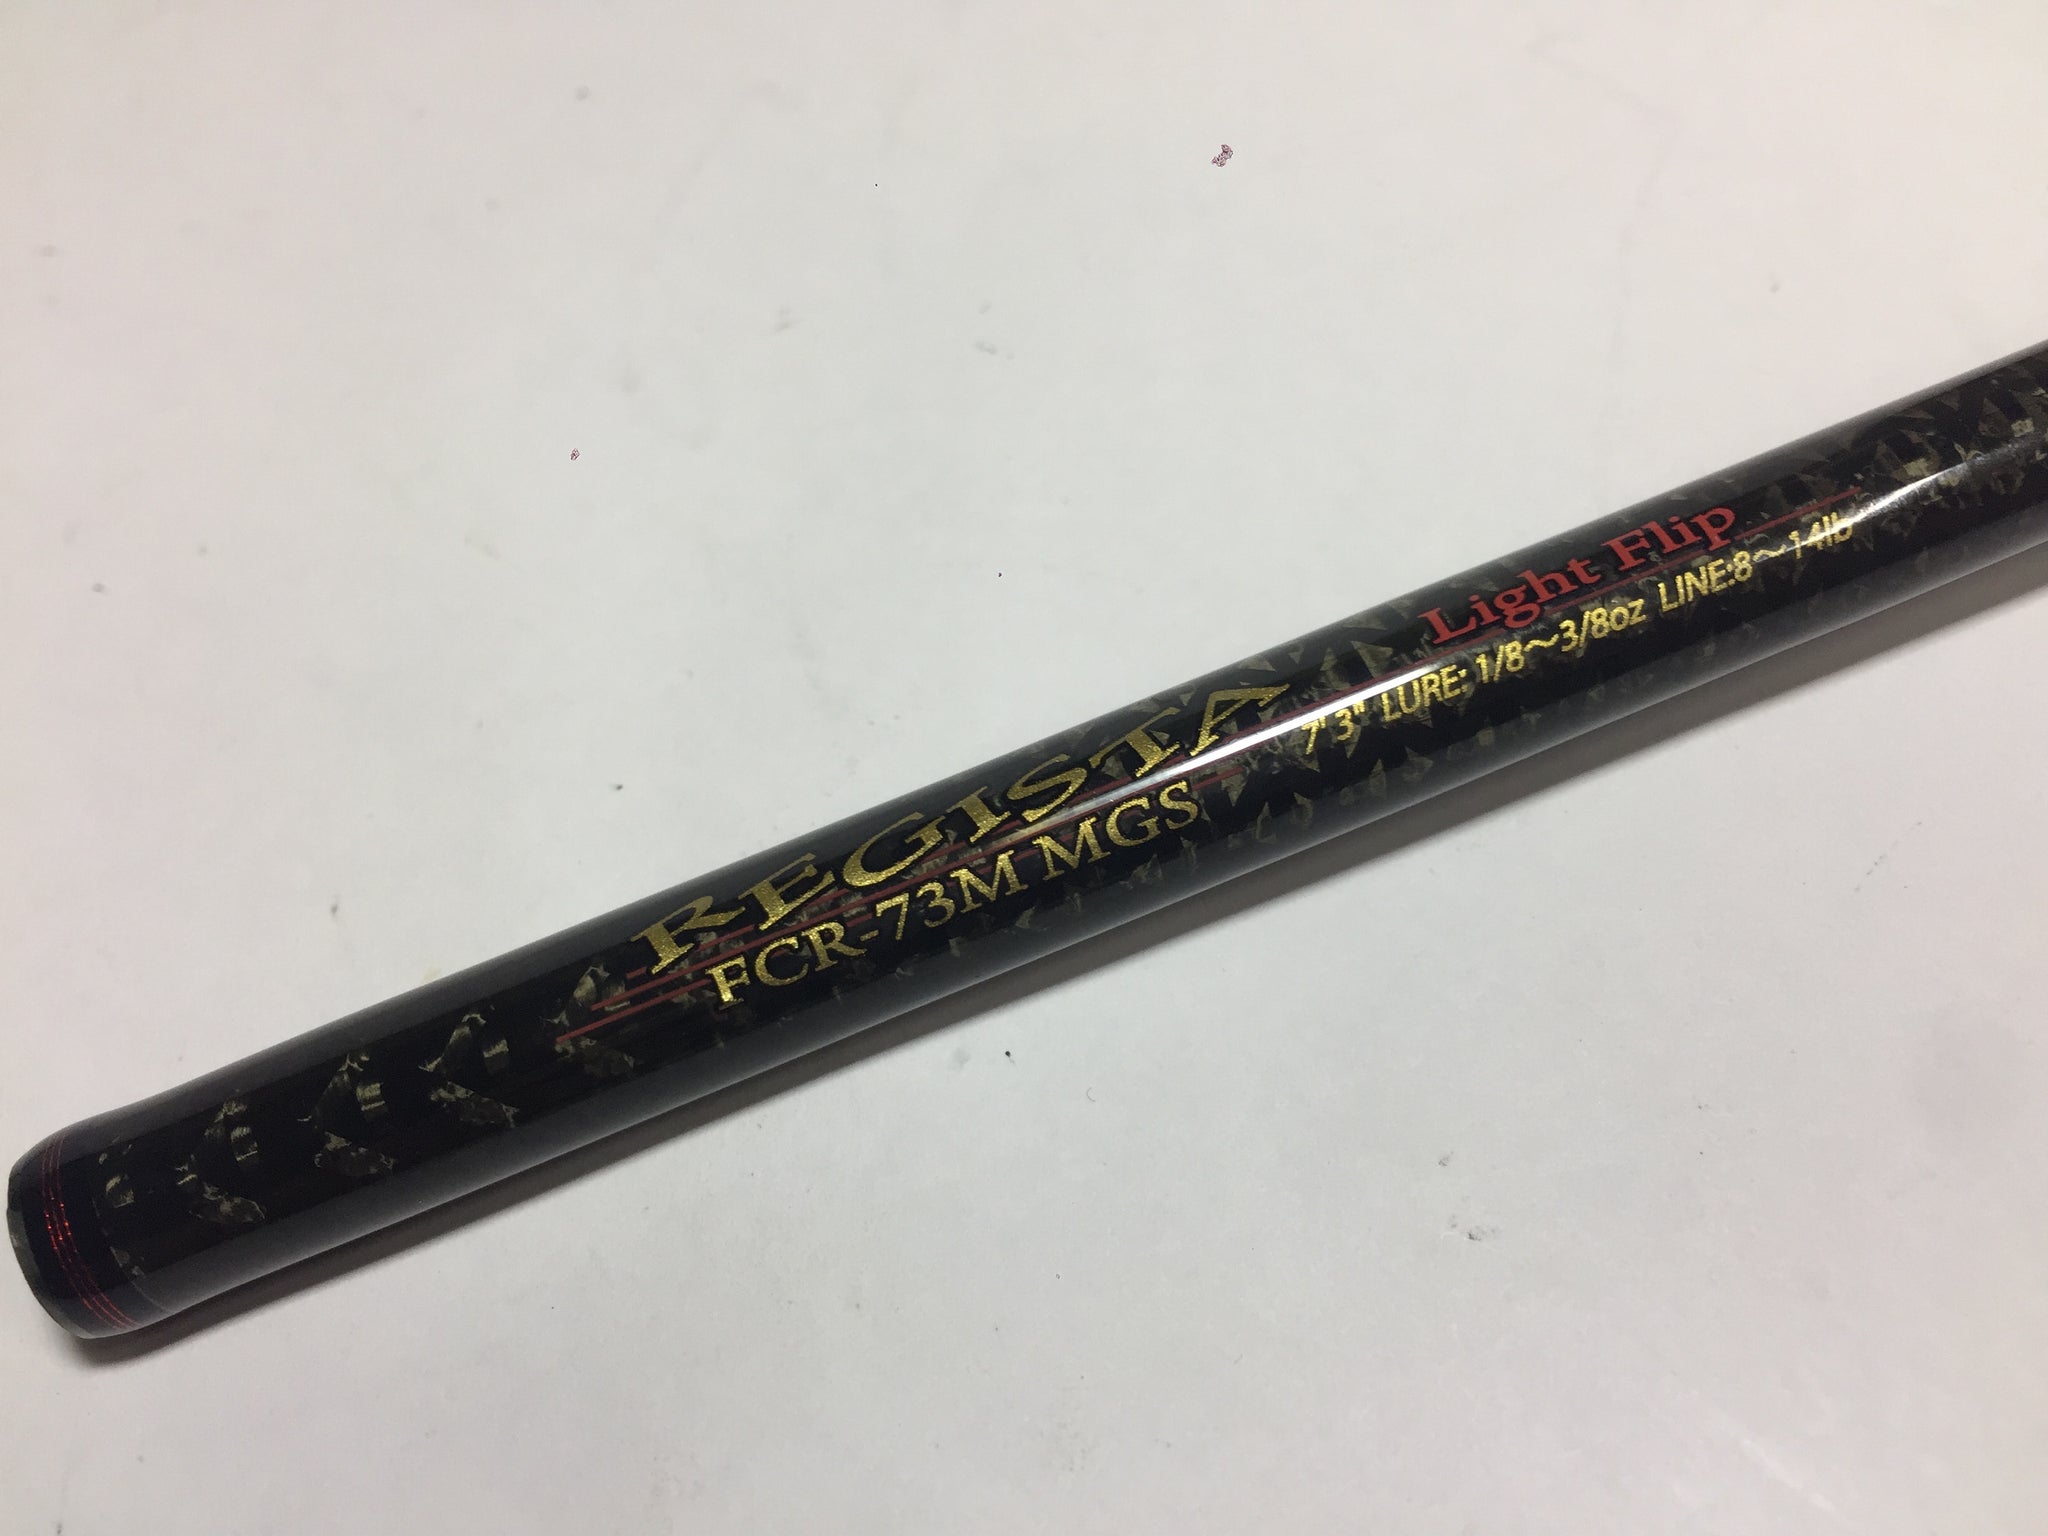 REGISTA
FCR-73M MGS
Light Flip
7'3" LURE: 1/8～3/8oz LINE:8～14lb